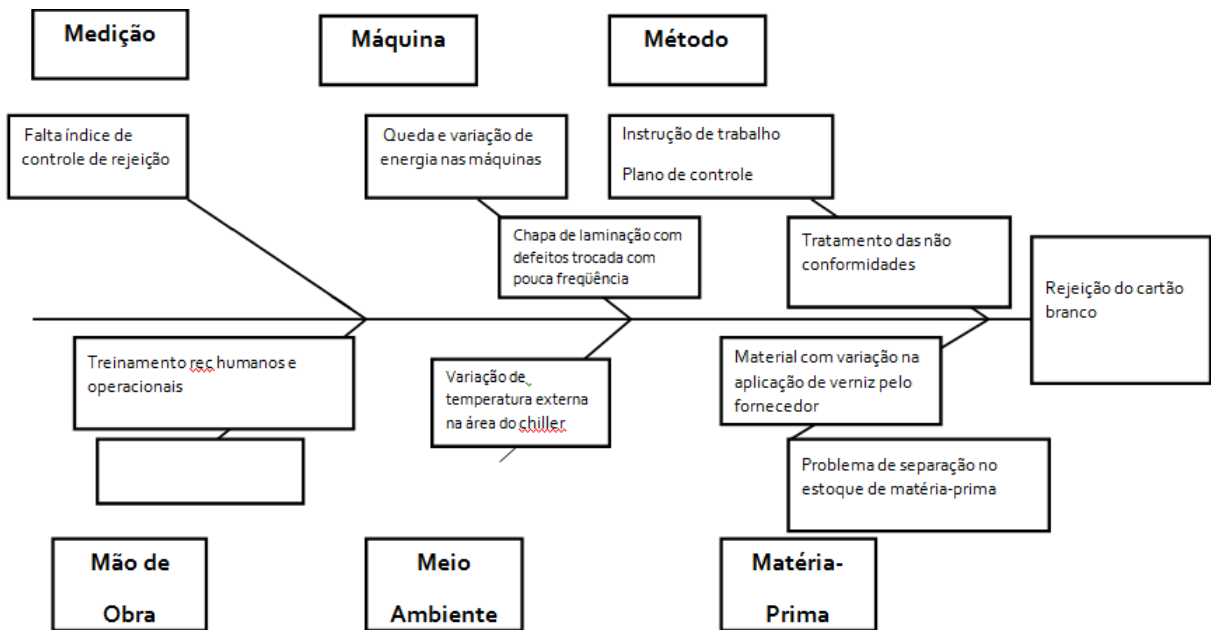 Medição
Máquina
Método
Falta índice de
controle de rejeição
Queda e variação de
energia nas máquinas
Instrução de trabalho
Plano de controle
Chapa de laminação com
defeitos trocada com
pouca freqüência
Tratamento das não
conformidades
Rejeição do cartão
branco
Treinamento rec humanos e
operacionais
Variação de
temperatura externa
na área do chiller
Material com variação na
aplicação de verniz pelo
fornecedor
Problema de separação no
estoque de matéria-prima
Mão de
Obra
Meio
Ambiente
Matéria-
Prima